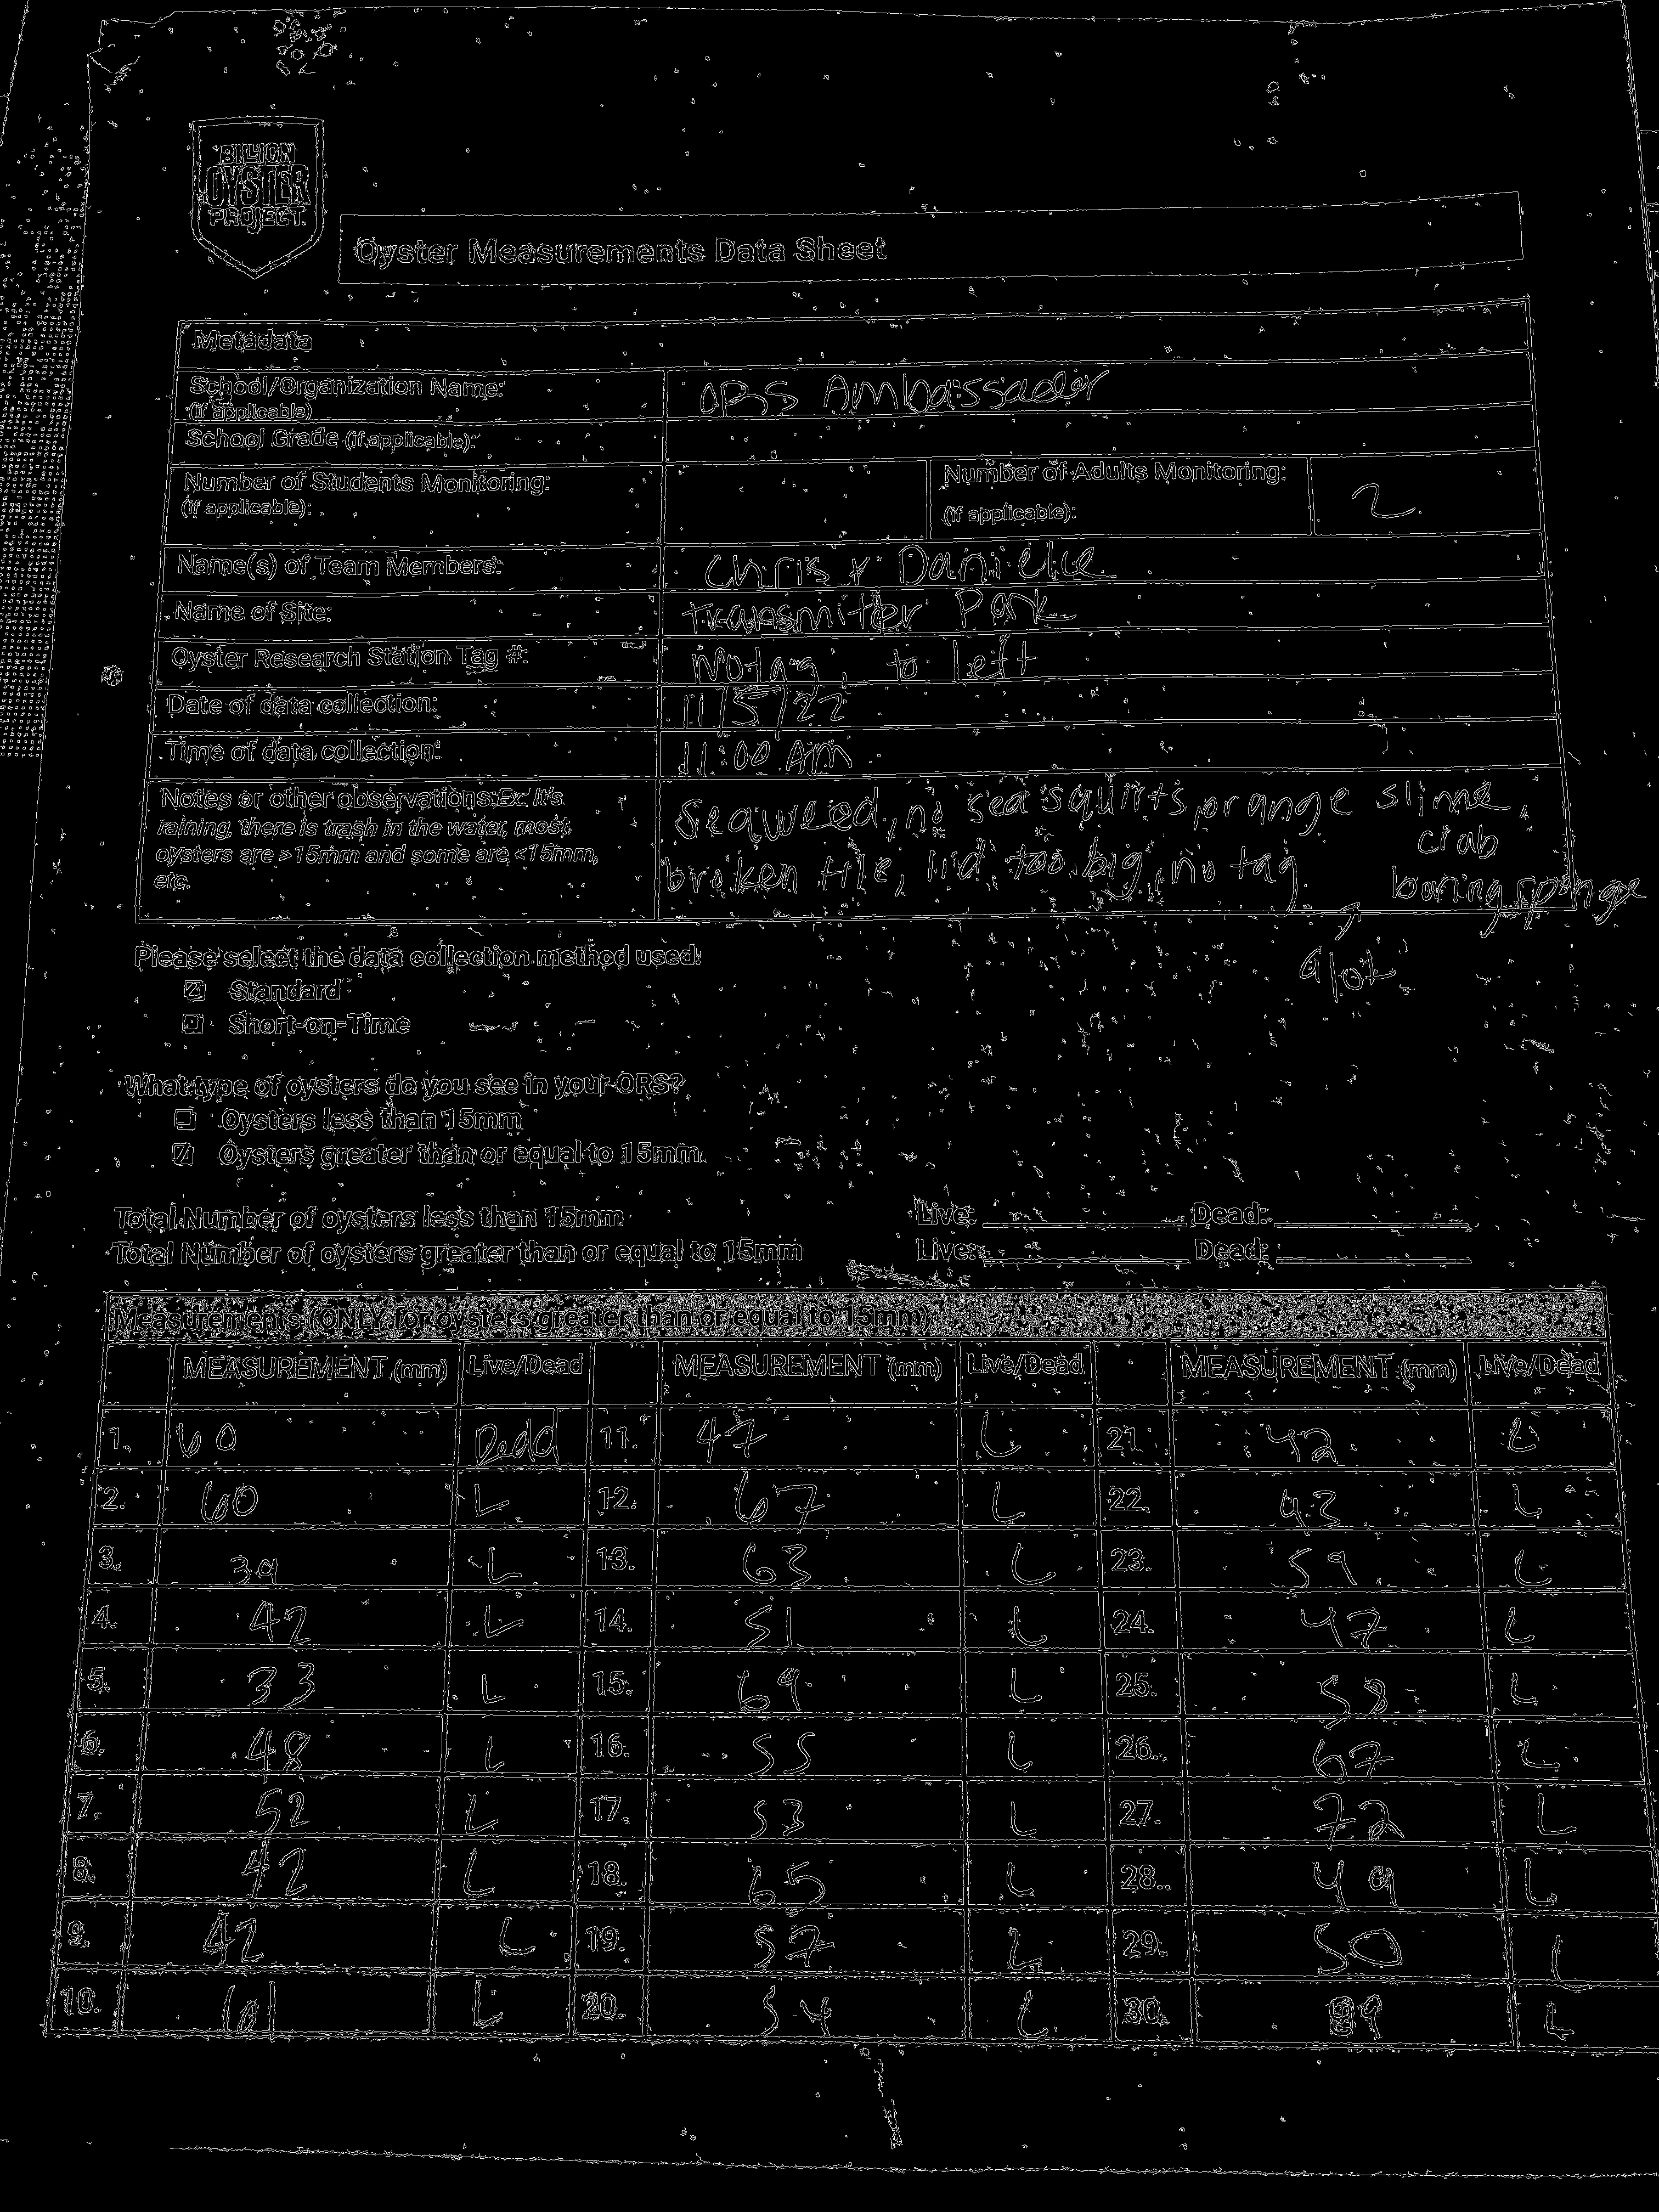 BILLION
OYSTER
PROJECT
Oyster Measurements Data Sheet
Metadata
School/Organization Name: OBS Ambassador
(if applicable)
School Grade (if applicable):
Number of Students Monitoring: Number of Adults Monitoring: 2
(if applicable): (if applicable):
Name(s) of Team Members: Chris & Danielle
Name of Site: Transmiter Park
Oyster Research Station Tag #: No tag, to left
Date of data collection: 11/5/22
Time of data collection: 11:00 Am
Notes or other observations: Ex. It's
raining, there is trash in the water, most
oysters are >15mm and some are <15mm,
etc.
Seaweed, no sea squirts, orange slime,
crab
broken tile, lid too big, no tag. boring sponge
a lot
Please select the data collection method used:
Standard
Short-on-Time
What type of oysters do you see in your ORS?
Oysters less than 15mm
Oysters greater than or equal to 15mm
Total Number of oysters less than 15mm Live: Dead:
Total Number of oysters greater than or equal to 15mm Live: Dead:
Measurements (ONLY for oysters greater than or equal to 15mm)
MEASUREMENT (mm) Live/Dead MEASUREMENT (mm) Live/Dead MEASUREMENT (mm) Live/Dead
1. 60 Dead 11. 47 L 21. 42 L
2. 60 L 12. 67 L 22. 43 L
3. 39 L 13. 63 L 23. 59 L
4. 42 L 14. 51 L 24. 47 L
5. 33 L 15. 69 L 25. 58 L
6. 48 L 16. 55 L 26. 67 L
7. 52 L 17. 53 L 27. 72 L
8. 42 L 18. 65 L 28. 49 L
9. 42 L 19. 57 L 29. 50 L
10. 61 L 20. 54 L 30. L